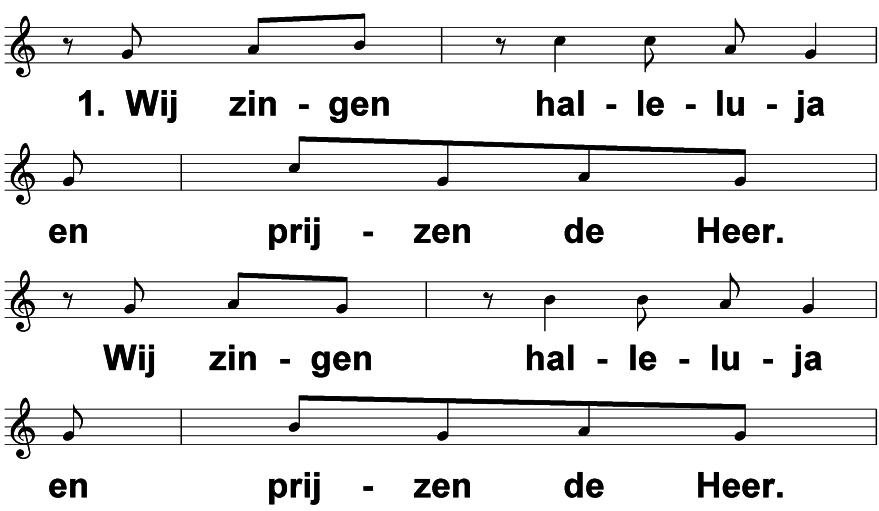 1. Wij zin - gen hal - le - lu - ja
en prij - zen de Heer.
Wij zin - gen hal - le - lu - ja
en prij - zen de Heer.